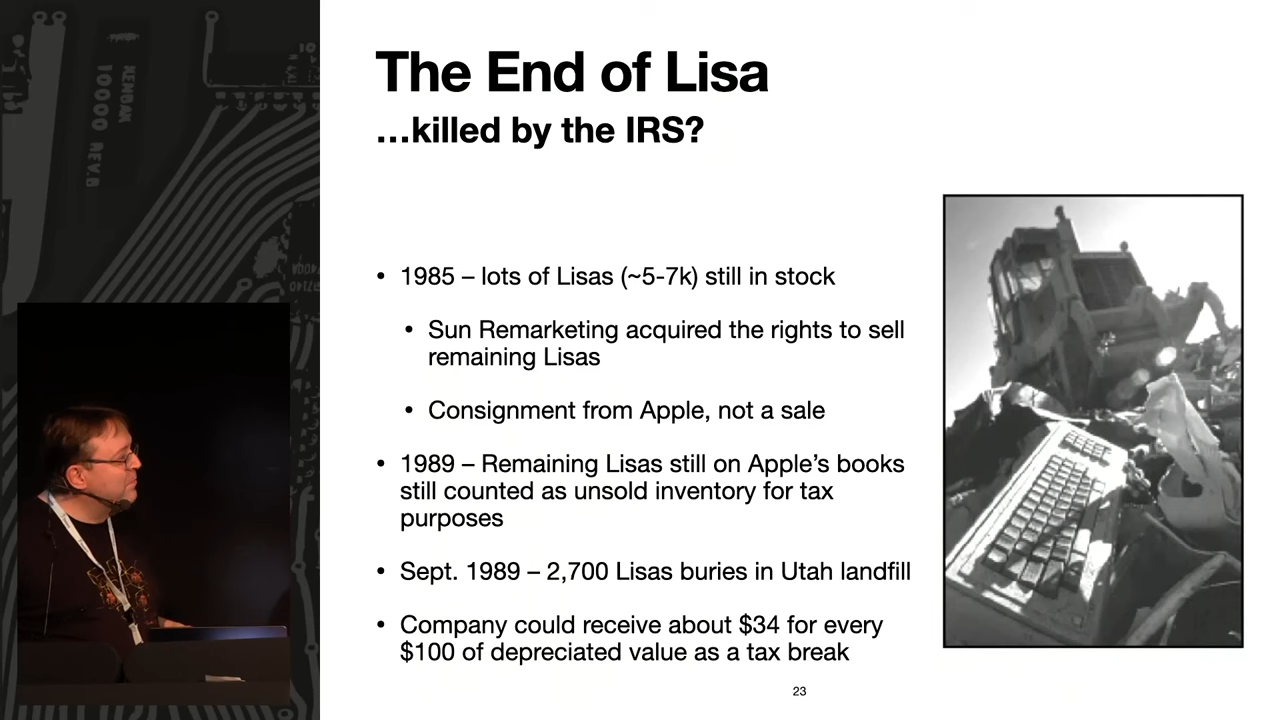 The End of Lisa
…killed by the IRS?
• 1985 – lots of Lisas (~5-7k) still in stock
• Sun Remarketing acquired the rights to sell
remaining Lisas
• Consignment from Apple, not a sale
• 1989 – Remaining Lisas still on Apple’s books
still counted as unsold inventory for tax
purposes
• Sept. 1989 – 2,700 Lisas buries in Utah landfill
• Company could receive about $34 for every
$100 of depreciated value as a tax break
23
KENBAK
10000 REV.B